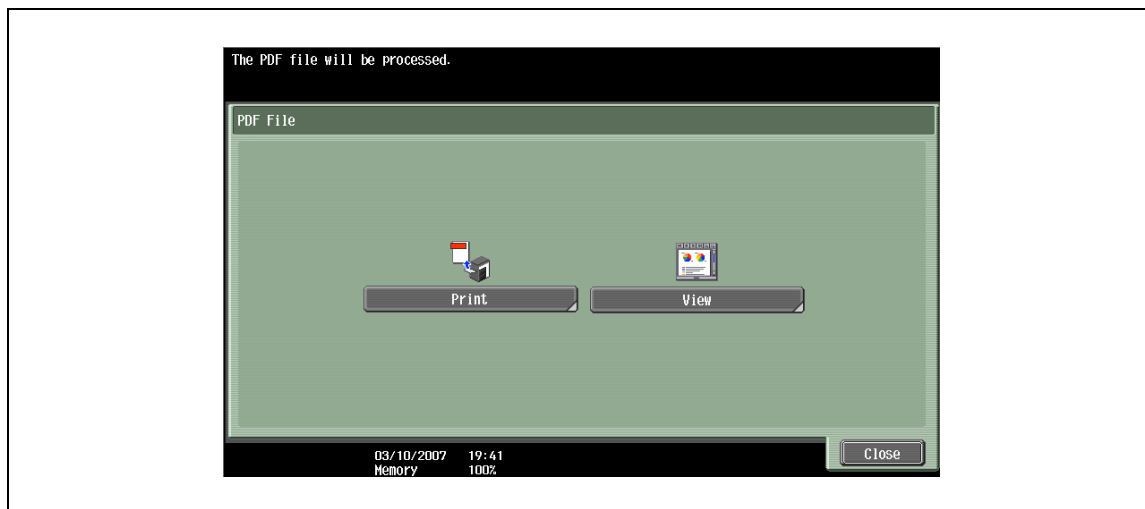 The PDF file will be processed.
PDF File
Print
View
Close
03/10/2007 19:41
Memory 100%